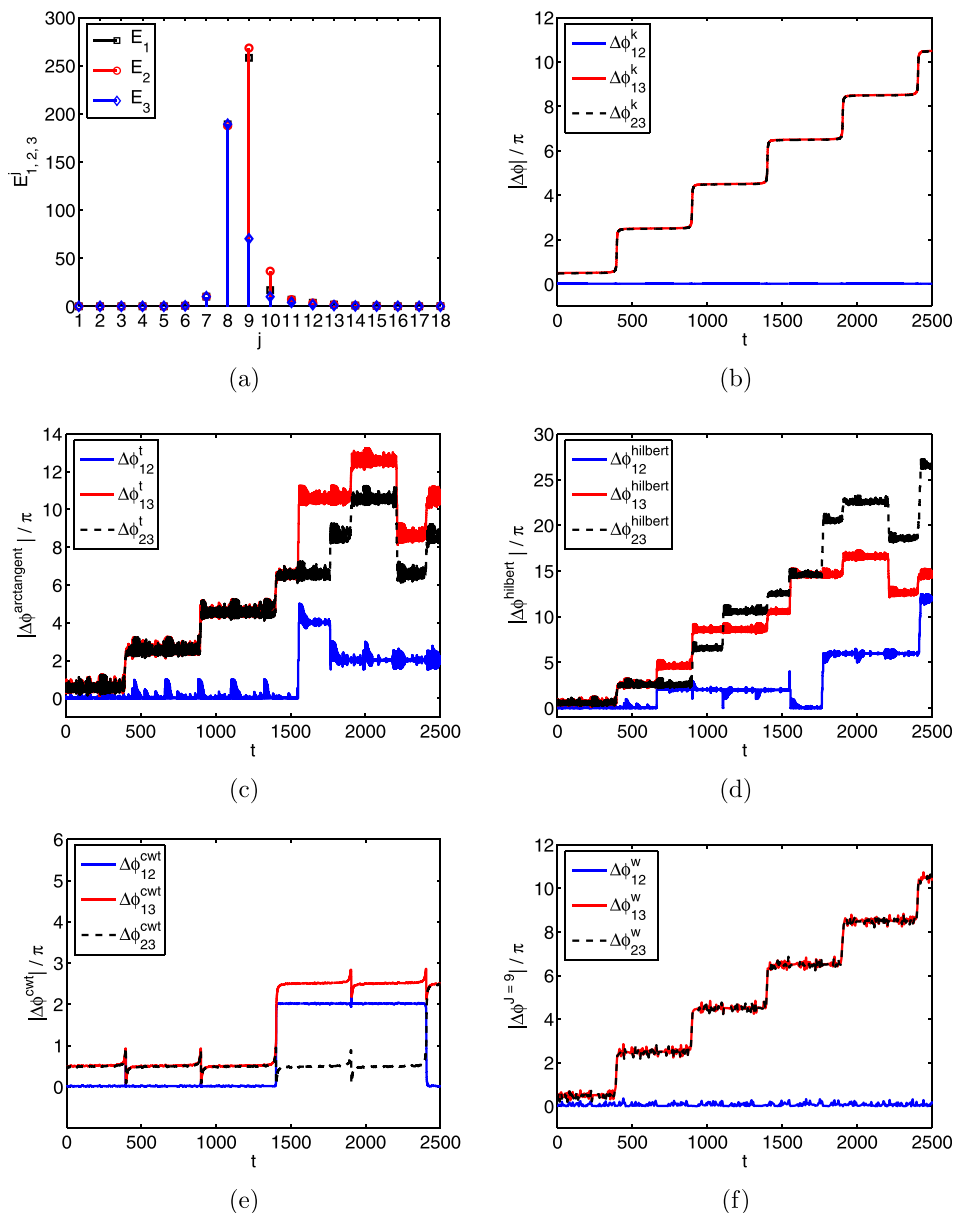 300
250
200
150
100
50
0
E₁
E₂
E₃
E^j_{1, 2, 3}
1 2 3 4 5 6 7 8 9 10 11 12 13 14 15 16 17 18
j
(a)
12
10
8
6
4
2
0
Δϕ^k_{12}
Δϕ^k_{13}
Δϕ^k_{23}
|Δϕ| / π
0 500 1000 1500 2000 2500
t
(b)
14
12
10
8
6
4
2
0
Δϕ^t_{12}
Δϕ^t_{13}
Δϕ^t_{23}
|Δϕ^{arctangent}| / π
0 500 1000 1500 2000 2500
t
(c)
30
25
20
15
10
5
0
Δϕ^{hilbert}_{12}
Δϕ^{hilbert}_{13}
Δϕ^{hilbert}_{23}
|Δϕ^{hilbert}| / π
0 500 1000 1500 2000 2500
t
(d)
6
5
4
3
2
1
0
Δϕ^{cwt}_{12}
Δϕ^{cwt}_{13}
Δϕ^{cwt}_{23}
|Δϕ^{cwt}| / π
0 500 1000 1500 2000 2500
t
(e)
12
10
8
6
4
2
0
Δϕ^w_{12}
Δϕ^w_{13}
Δϕ^w_{23}
|Δϕ^{J = 9}| / π
0 500 1000 1500 2000 2500
t
(f)